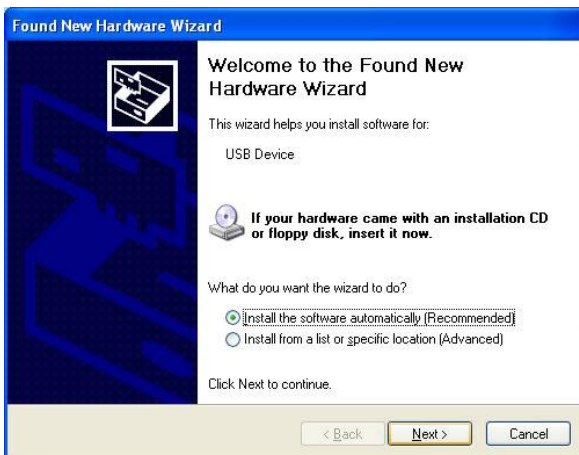 Found New Hardware Wizard
Welcome to the Found New
Hardware Wizard
This wizard helps you install software for:
USB Device
If your hardware came with an installation CD
or floppy disk, insert it now.
What do you want the wizard to do?
Install the software automatically (Recommended)
Install from a list or specific location (Advanced)
Click Next to continue.
< Back Next > Cancel